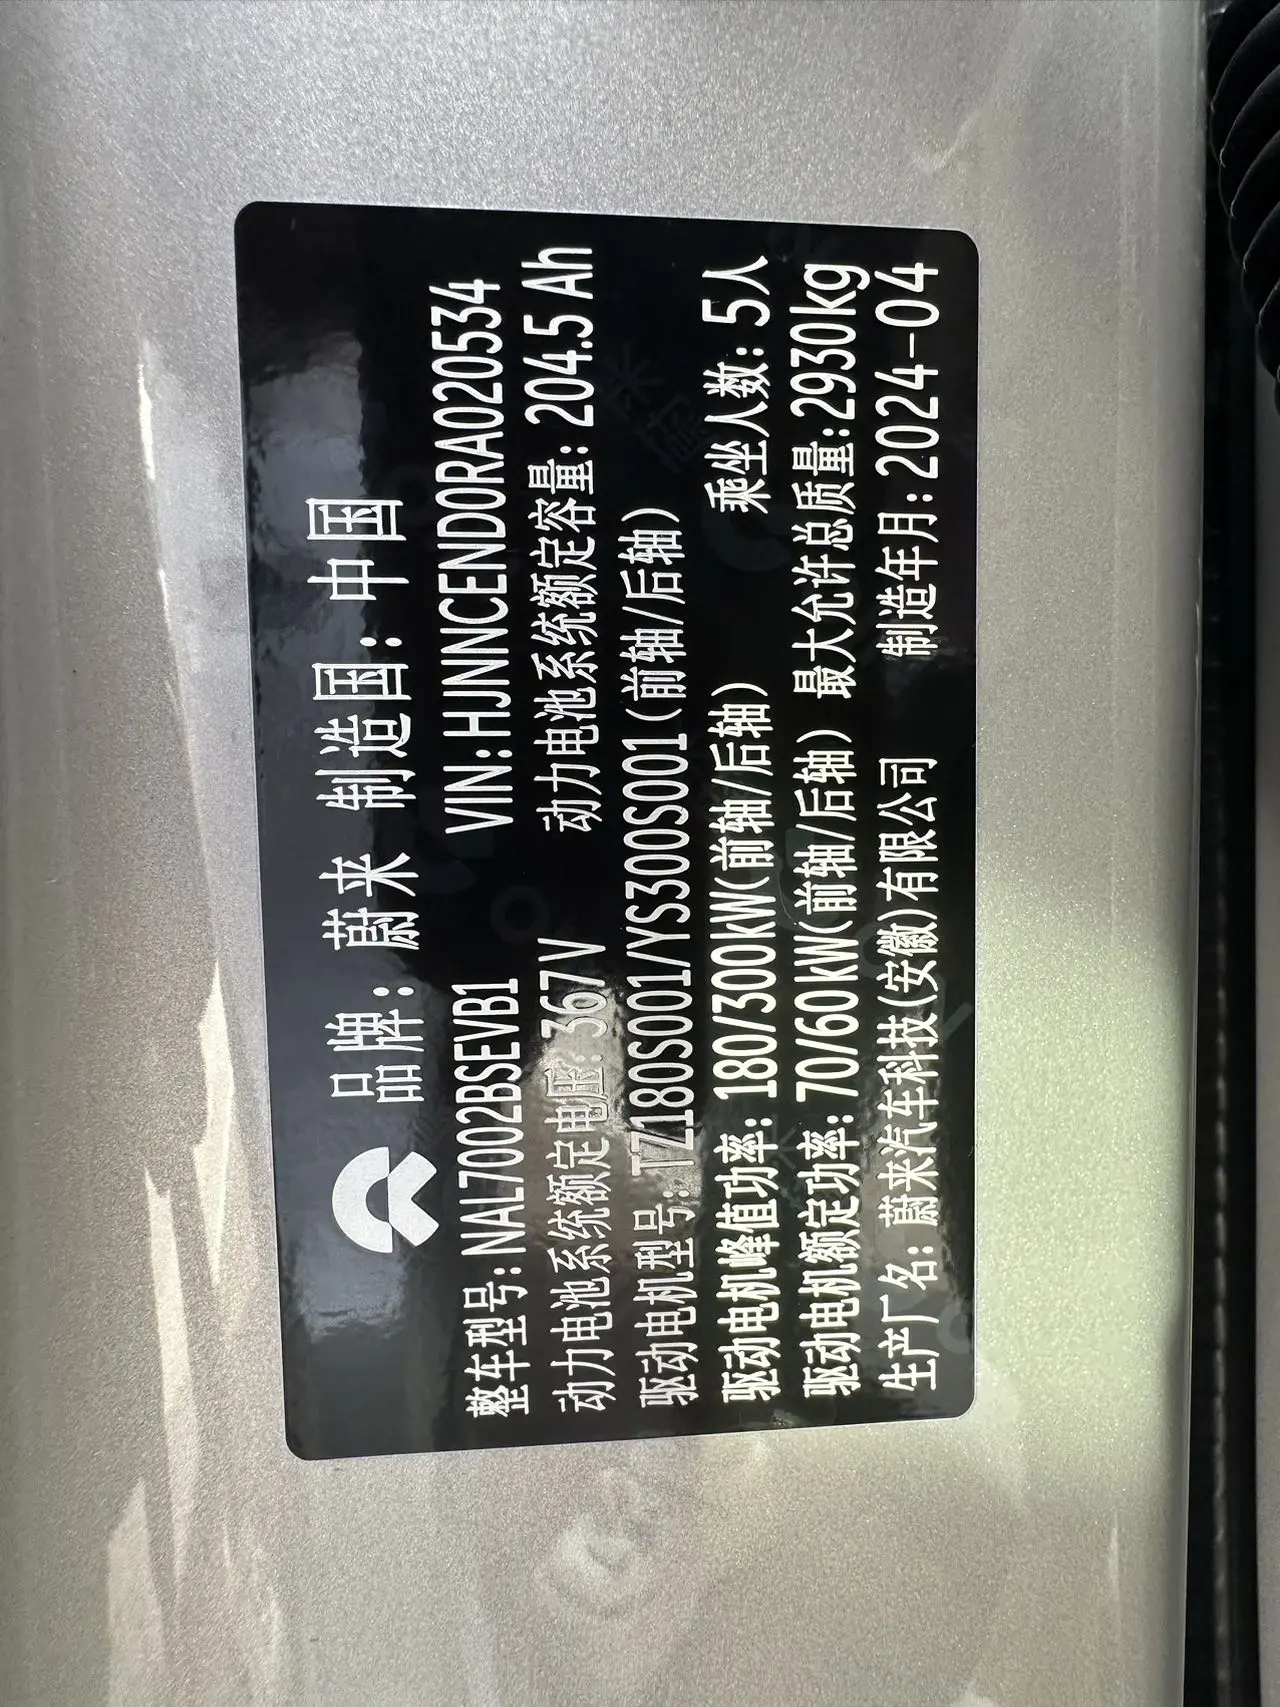 品牌：蔚来 制造国：中国
整车型号:NAL7002BSEVB1 VIN:HJNNCEND0RA020534
动力电池系统额定电压:367V 动力电池系统额定容量:204.5Ah
驱动电机型号:TZ180S001/YS300S001(前轴/后轴)
驱动电机峰值功率:180/300kW(前轴/后轴) 乘坐人数:5人
驱动电机额定功率:70/60kW(前轴/后轴) 最大允许总质量:2930kg
生产厂名:蔚来汽车科技(安徽)有限公司 制造年月:2024-04